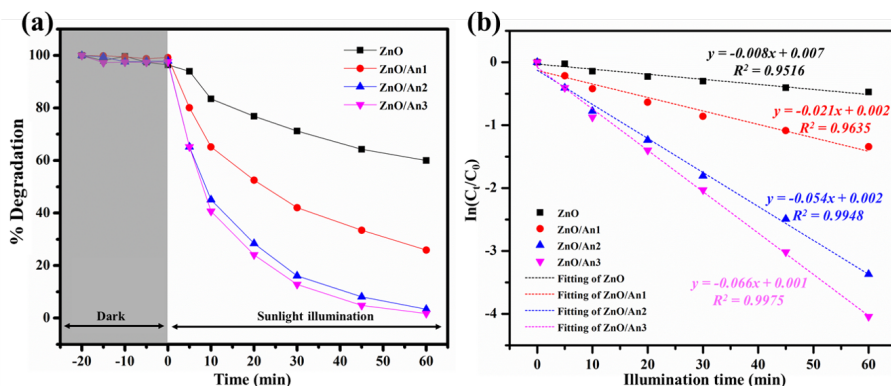 (a)
% Degradation
100
80
60
40
20
0
ZnO
ZnO/An1
ZnO/An2
ZnO/An3
Dark
Sunlight illumination
-20
-10
0
10
20
30
40
50
60
Time (min)
(b)
In(Ct/C0)
0
-1
-2
-3
-4
y = -0.008x + 0.007
R² = 0.9516
y = -0.021x + 0.002
R² = 0.9635
y = -0.054x + 0.002
R² = 0.9948
y = -0.066x + 0.001
R² = 0.9975
ZnO
ZnO/An1
ZnO/An2
ZnO/An3
Fitting of ZnO
Fitting of ZnO/An1
Fitting of ZnO/An2
Fitting of ZnO/An3
0
10
20
30
40
50
60
Illumination time (min)